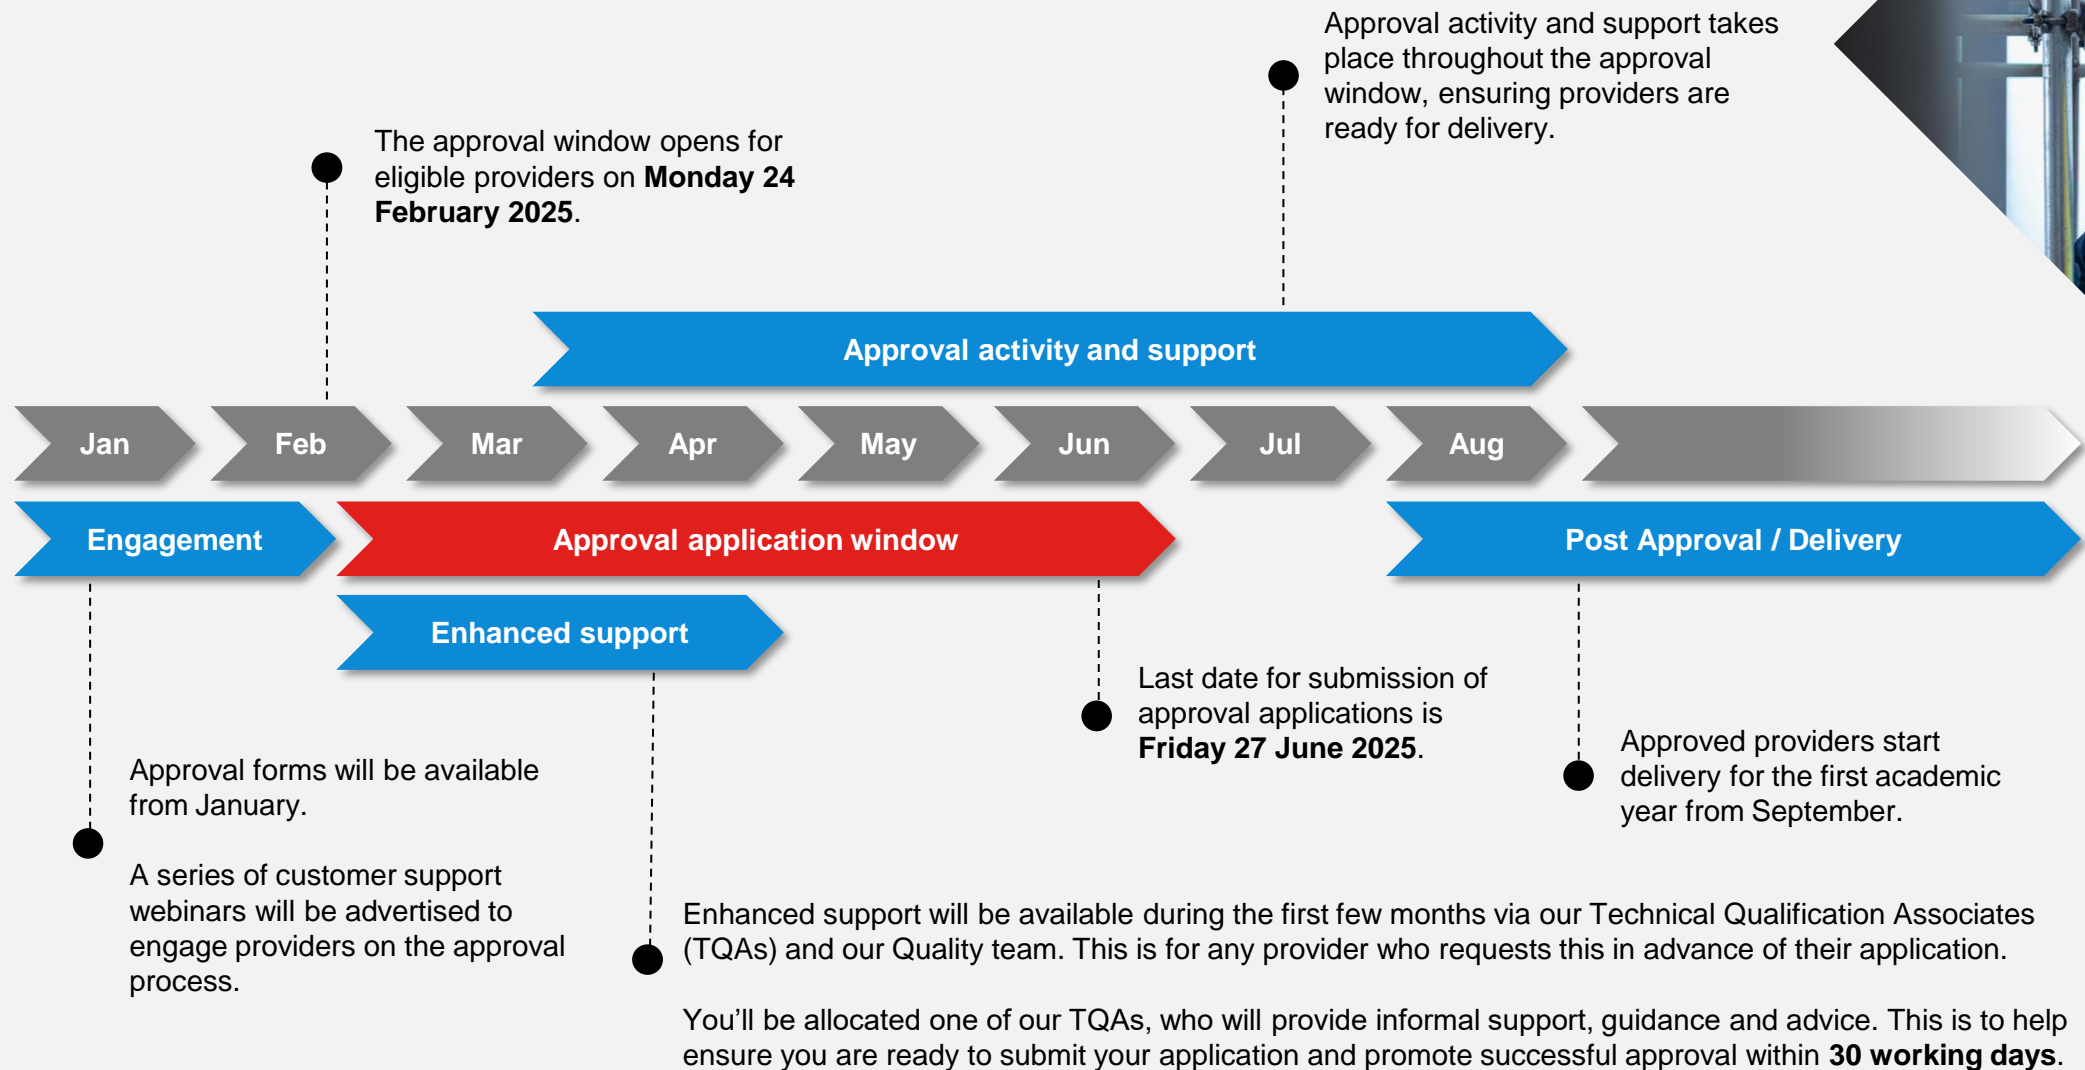 Approval activity and support takes
place throughout the approval
window, ensuring providers are
ready for delivery.
The approval window opens for
eligible providers on Monday 24
February 2025.
Approval activity and support
Jan
Feb
Mar
Apr
May
Jun
Jul
Aug
Engagement
Approval application window
Post Approval / Delivery
Enhanced support
Last date for submission of
approval applications is
Friday 27 June 2025.
Approved providers start
delivery for the first academic
year from September.
Approval forms will be available
from January.
A series of customer support
webinars will be advertised to
engage providers on the approval
process.
Enhanced support will be available during the first few months via our Technical Qualification Associates
(TQAs) and our Quality team. This is for any provider who requests this in advance of their application.
You’ll be allocated one of our TQAs, who will provide informal support, guidance and advice. This is to help
ensure you are ready to submit your application and promote successful approval within 30 working days.